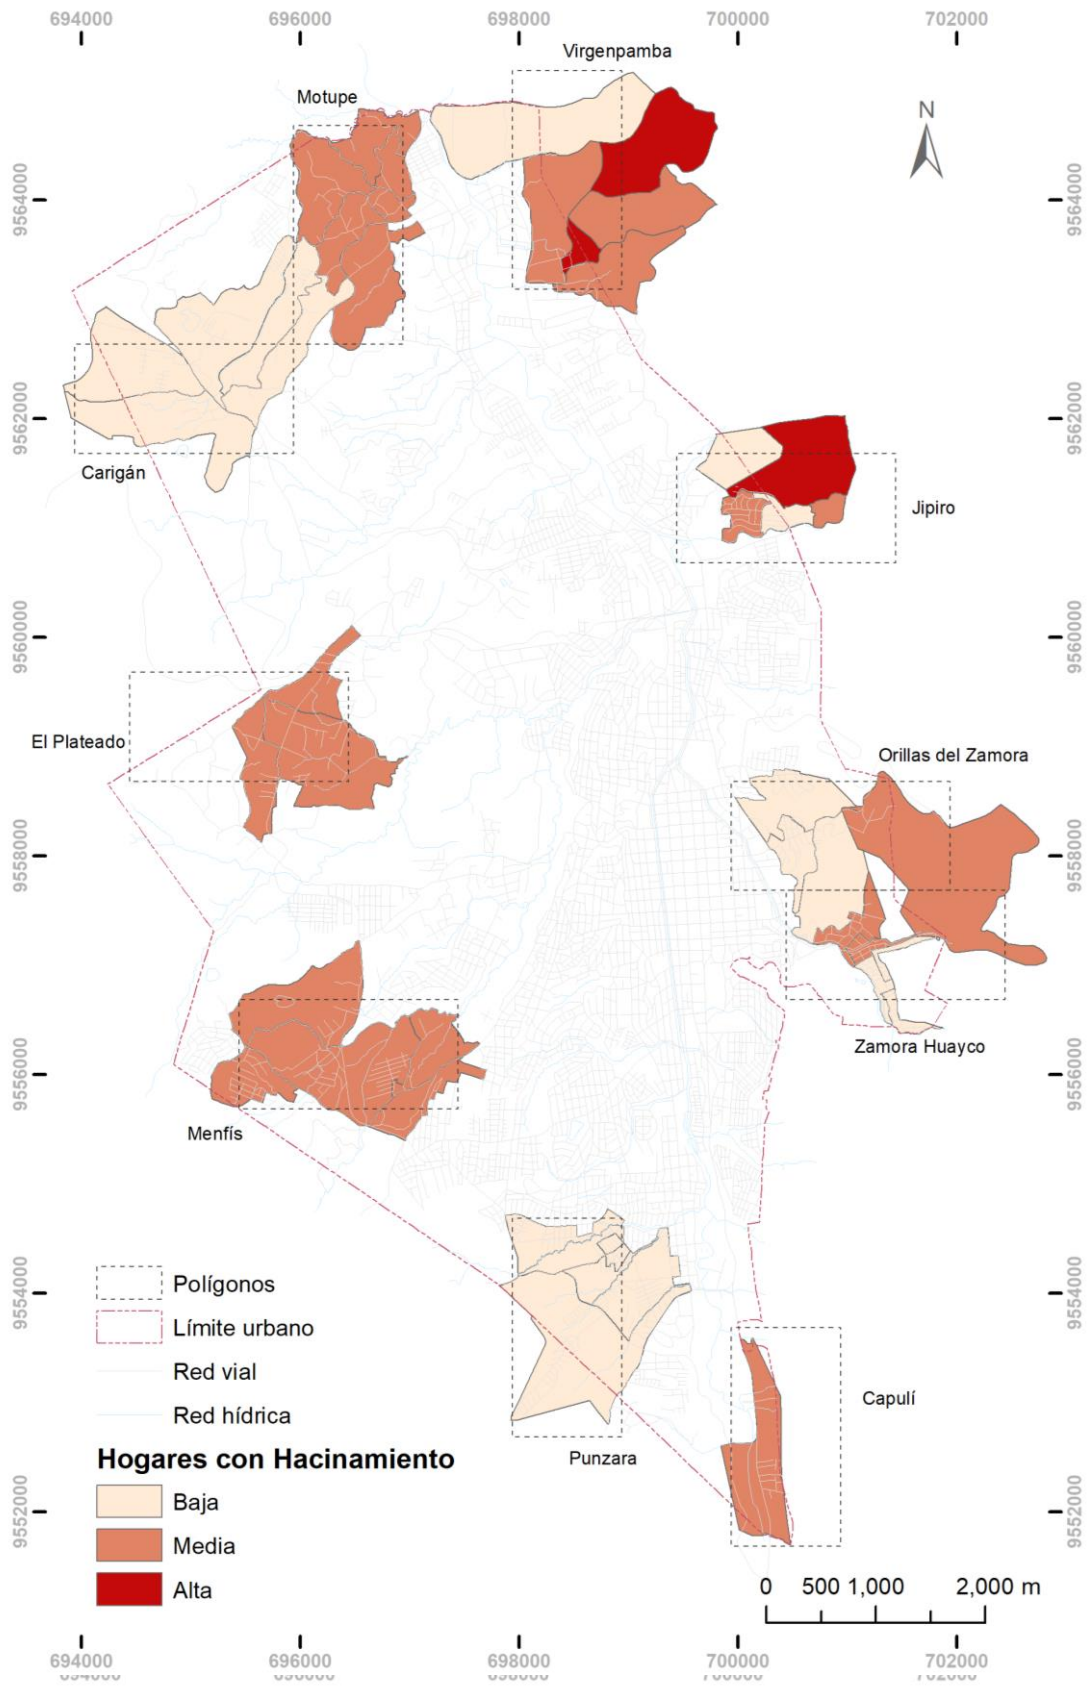 694000 696000 698000 700000 702000
Virgenpamba
Motupe
N
9564000 9564000
9562000 9562000
Carigán
Jipiro
9560000 9560000
El Plateado
Orillas del Zamora
9558000 9558000
Zamora Huayco
9556000 9556000
Menfís
9554000 9554000
Polígonos
Límite urbano
Red vial
Red hídrica
Capulí
Punzara
Hogares con Hacinamiento
Baja
Media
Alta
9552000 9552000
0 500 1,000 2,000 m
694000 696000 698000 700000 702000